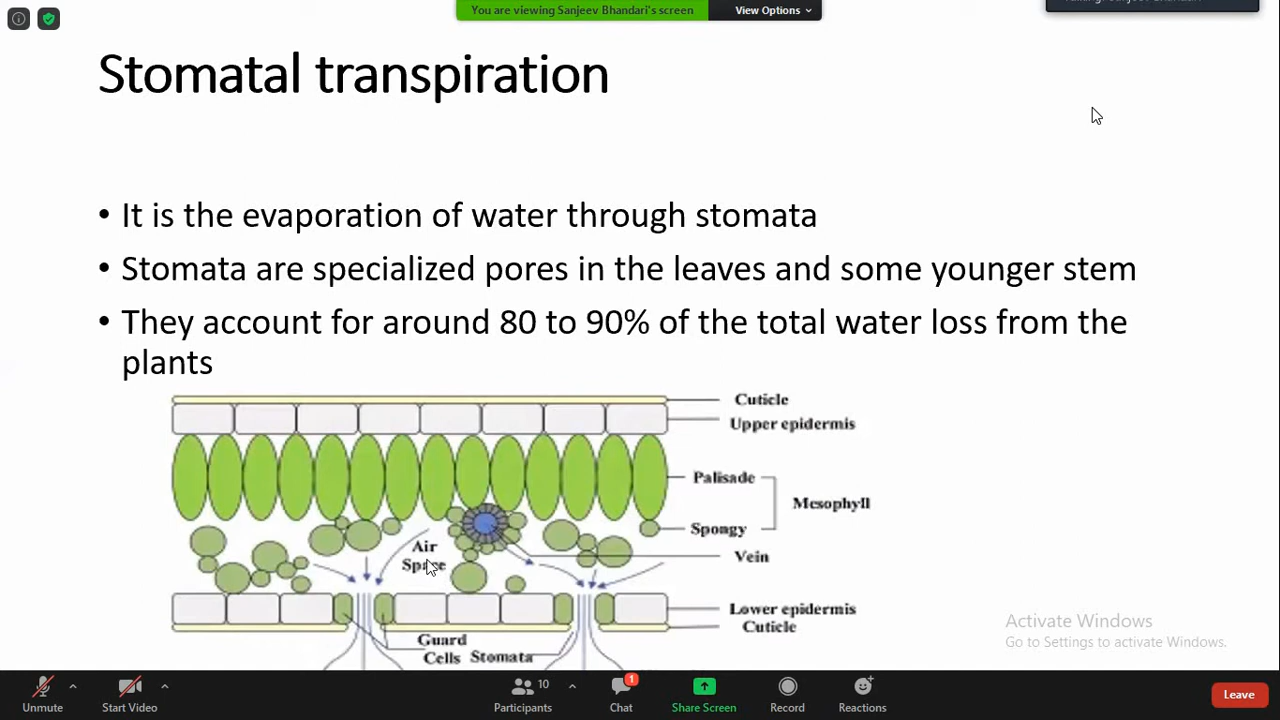 You are viewing Sanjeev Bhandari's screen
View Options
Stomatal transpiration
• It is the evaporation of water through stomata
• Stomata are specialized pores in the leaves and some younger stem
• They account for around 80 to 90% of the total water loss from the
plants
Cuticle
Upper epidermis
Palisade
Mesophyll
Spongy
Air
Space
Vein
Lower epidermis
Cuticle
Guard
Cells
Stomata
Activate Windows
Go to Settings to activate Windows.
Unmute
Start Video
10
Participants
1
Chat
Share Screen
Record
Reactions
Leave